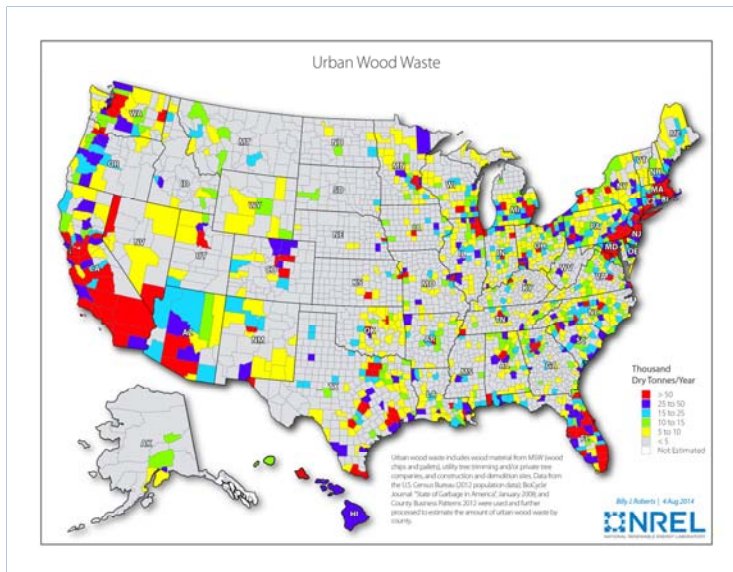 Urban Wood Waste
WA
MT
ND
MN
ME
OR
ID
SD
WI
VT
NH
NY
MA
CT
RI
WY
MI
NV
UT
NE
PA
NJ
OH
MD
DE
CA
CO
IL
IN
WV
VA
KS
MO
KY
AZ
NM
OK
AR
TN
NC
SC
TX
MS
AL
GA
LA
FL
AK
HI
Thousand
Dry Tonnes/Year
> 50
25 to 50
15 to 25
10 to 15
5 to 10
< 5
Not Estimated
Urban wood waste includes wood material from MSW (wood
chips and pallets), utility tree trimming and/or private tree
companies, and construction and demolition sites. Data from
the U.S. Census Bureau (2012 population data); BioCycle
Journal "State of Garbage in America", January 2008; and
County Business Patterns 2012 were used and further
processed to estimate the amount of urban wood waste by
county.
Billy J. Roberts | 4 Aug 2014
NREL
NATIONAL RENEWABLE ENERGY LABORATORY